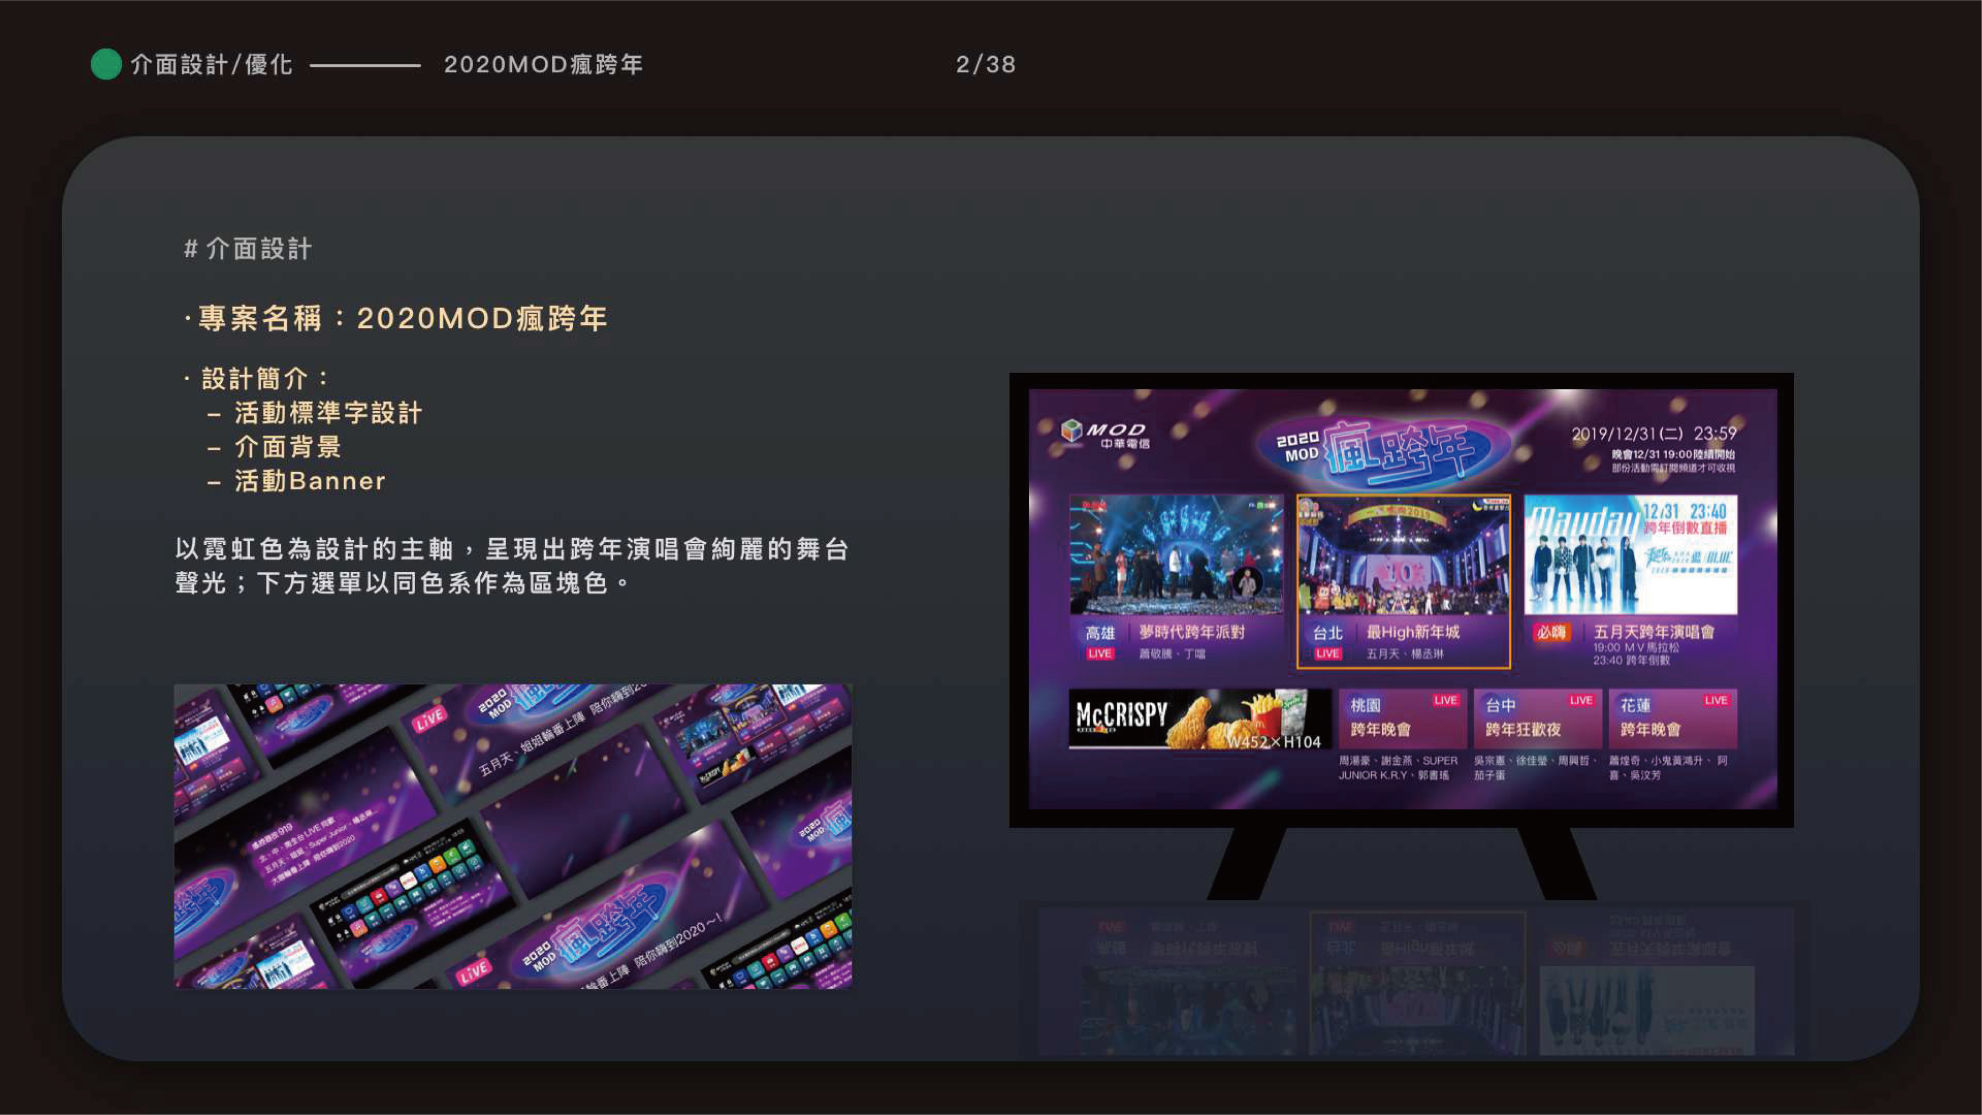 介面設計/優化
2020MOD瘋跨年
2/38
# 介面設計
·專案名稱：2020MOD瘋跨年
· 設計簡介：
– 活動標準字設計
– 介面背景
– 活動Banner
以霓虹色為設計的主軸，呈現出跨年演唱會絢麗的舞台
聲光；下方選單以同色系作為區塊色。
MOD
中華電信
2020
MOD
瘋跨年
2019/12/31(二) 23:59
晚會12/31 19:00陸續開始
部份活動需訂閱頻道才可收視
Mayday
12/31 23:40
跨年倒數直播
高雄
夢時代跨年派對
LIVE
蕭敬騰、丁噹
台北
最High新年城
LIVE
五月天、楊丞琳
必嗨
五月天跨年演唱會
19:00 MV馬拉松
23:40 跨年倒數
McCRISPY
W452×H104
桃園
LIVE
跨年晚會
周湯豪、謝金燕、SUPER
JUNIOR K.R.Y、郭書瑤
台中
LIVE
跨年狂歡夜
吳宗憲、徐佳瑩、周興哲、
茄子蛋
花蓮
LIVE
跨年晚會
蕭煌奇、小鬼黃鴻升、阿
喜、吳汶芳
LIVE
2020
MOD
五月天、姐姐輪番上陣 陪你嗨到20
LIVE
2020
MOD
瘋跨年
輪番上陣 陪你嗨到2020~!